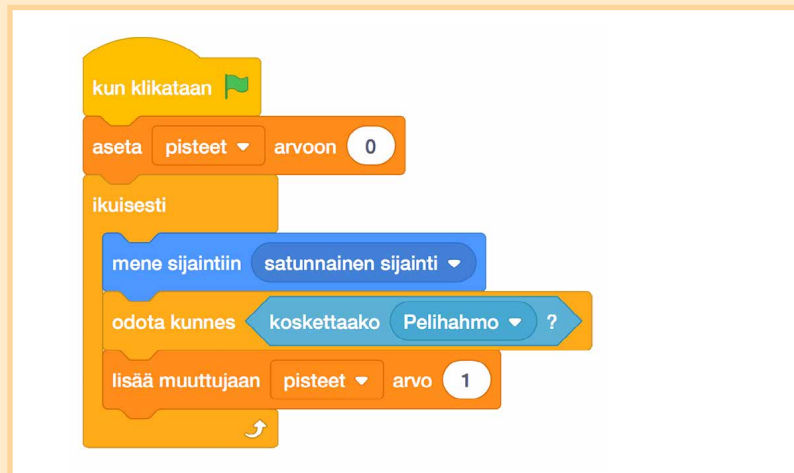 kun klikataan
aseta pisteet arvoon 0
ikuisesti
mene sijaintiin satunnainen sijainti
odota kunnes koskettaako Pelihahmo ?
lisää muuttujaan pisteet arvo 1